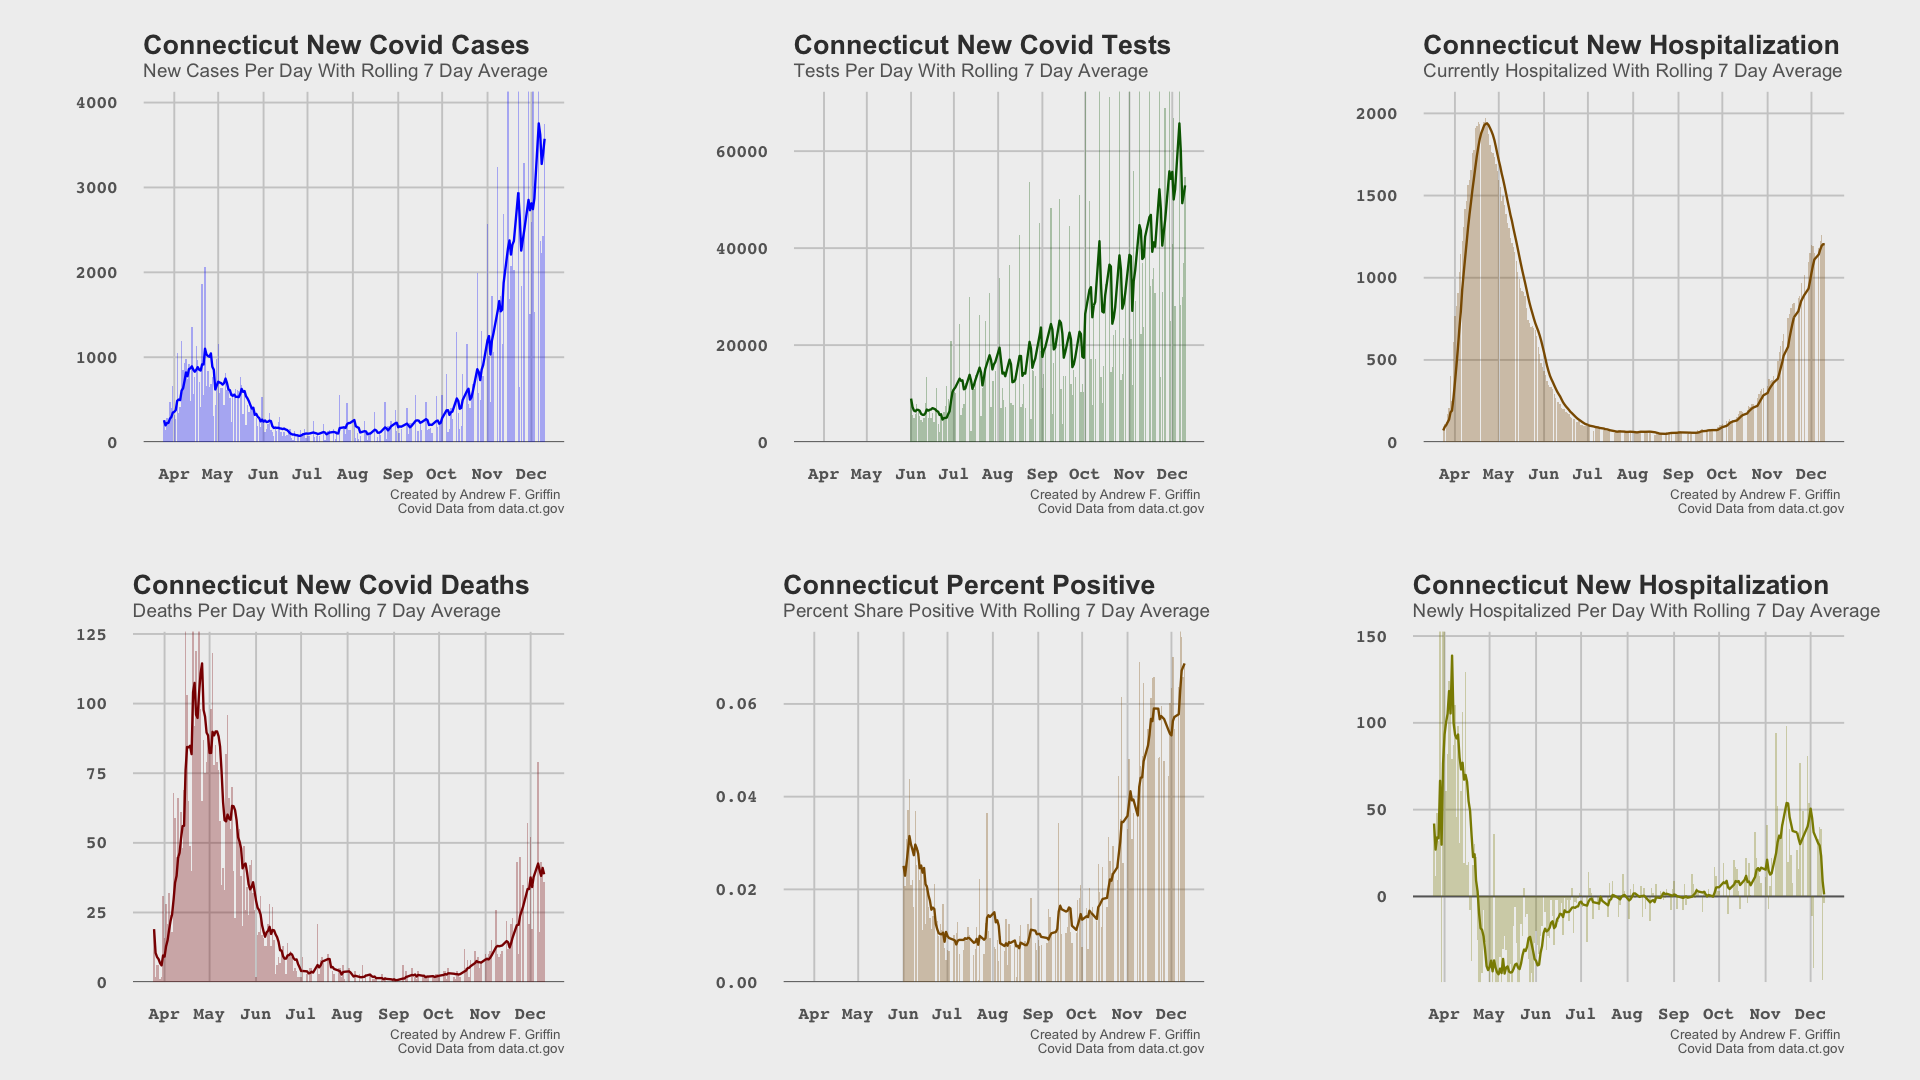 Connecticut New Covid Cases
New Cases Per Day With Rolling 7 Day Average
4000
3000
2000
1000
0
Apr May Jun Jul Aug Sep Oct Nov Dec
Created by Andrew F. Griffin
Covid Data from data.ct.gov
Connecticut New Covid Tests
Tests Per Day With Rolling 7 Day Average
60000
40000
20000
0
Apr May Jun Jul Aug Sep Oct Nov Dec
Created by Andrew F. Griffin
Covid Data from data.ct.gov
Connecticut New Hospitalization
Currently Hospitalized With Rolling 7 Day Average
2000
1500
1000
500
0
Apr May Jun Jul Aug Sep Oct Nov Dec
Created by Andrew F. Griffin
Covid Data from data.ct.gov
Connecticut New Covid Deaths
Deaths Per Day With Rolling 7 Day Average
125
100
75
50
25
0
Apr May Jun Jul Aug Sep Oct Nov Dec
Created by Andrew F. Griffin
Covid Data from data.ct.gov
Connecticut Percent Positive
Percent Share Positive With Rolling 7 Day Average
0.06
0.04
0.02
0.00
Apr May Jun Jul Aug Sep Oct Nov Dec
Created by Andrew F. Griffin
Covid Data from data.ct.gov
Connecticut New Hospitalization
Newly Hospitalized Per Day With Rolling 7 Day Average
150
100
50
0
Apr May Jun Jul Aug Sep Oct Nov Dec
Created by Andrew F. Griffin
Covid Data from data.ct.gov